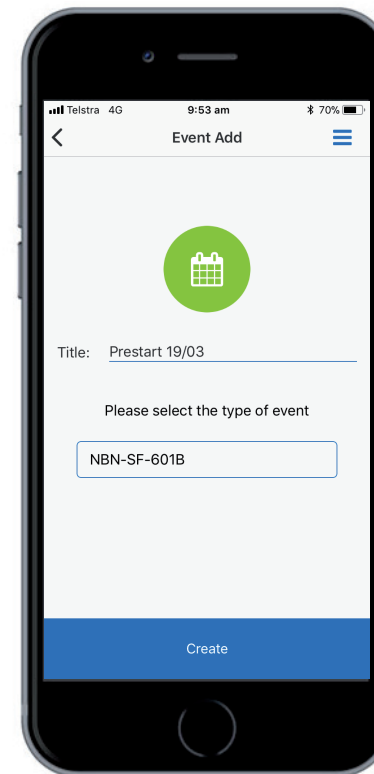 Telstra 4G 9:53 am 70%
Event Add
Title: Prestart 19/03
Please select the type of event
NBN-SF-601B
Create